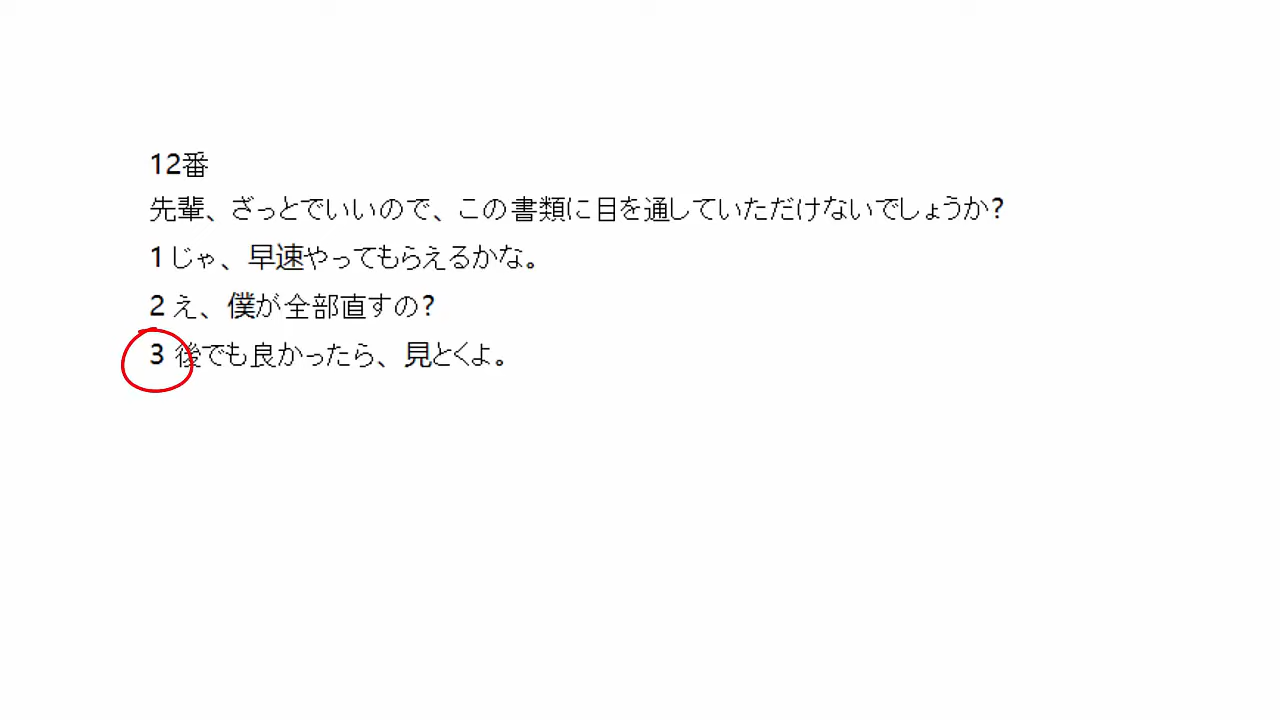 12番
先輩、ざっとでいいので、この書類に目を通していただけないでしょうか?
1じゃ、早速やってもらえるかな。
2 え、僕が全部直すの?
3 後でも良かったら、見とくよ。